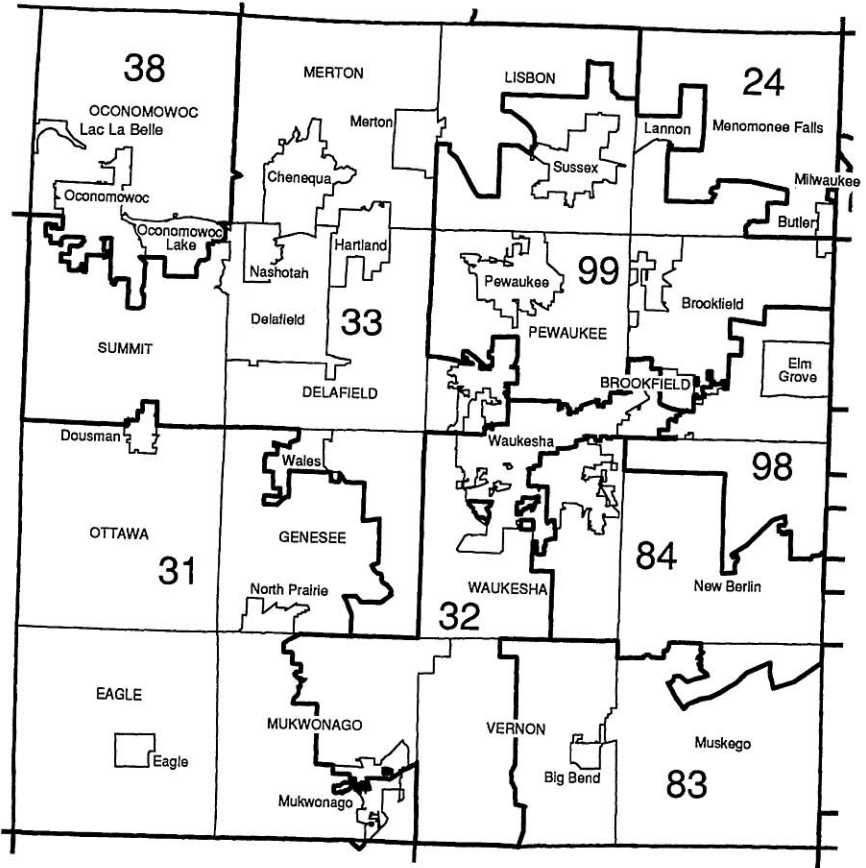 38
MERTON
LISBON
24
OCONOMOWOC
Lac La Belle
Merton
Lannon
Menomonee Falls
Chenequa
Sussex
Milwaukee
Oconomowoc
Butler
Oconomowoc
Lake
Hartland
Nashotah
Pewaukee
99
Brookfield
Delafield
33
PEWAUKEE
SUMMIT
Elm
Grove
DELAFIELD
BROOKFIELD
Dousman
Waukesha
Wales
98
OTTAWA
GENESEE
84
31
North Prairie
WAUKESHA
New Berlin
32
EAGLE
MUKWONAGO
VERNON
Muskego
Eagle
Big Bend
Mukwonago
83